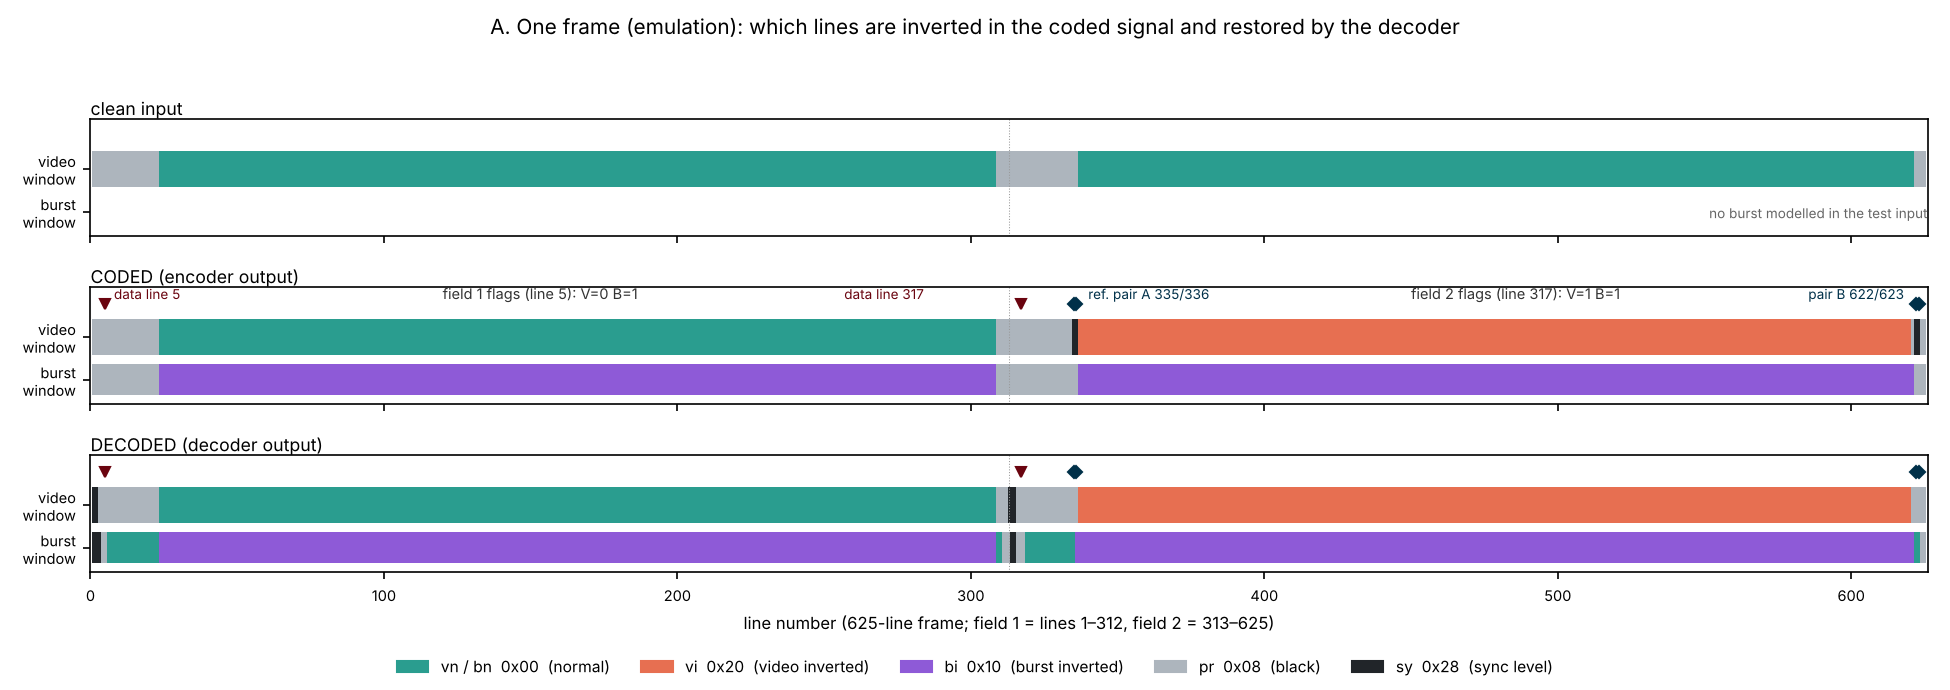 A. One frame (emulation): which lines are inverted in the coded signal and restored by the decoder
clean input
video
window
burst
window
no burst modelled in the test input
CODED (encoder output)
data line 5
field 1 flags (line 5): V=0 B=1
data line 317
ref. pair A 335/336
field 2 flags (line 317): V=1 B=1
pair B 622/623
video
window
burst
window
DECODED (decoder output)
video
window
burst
window
0 100 200 300 400 500 600
line number (625-line frame; field 1 = lines 1–312, field 2 = 313–625)
vn / bn 0x00 (normal) vi 0x20 (video inverted) bi 0x10 (burst inverted) pr 0x08 (black) sy 0x28 (sync level)